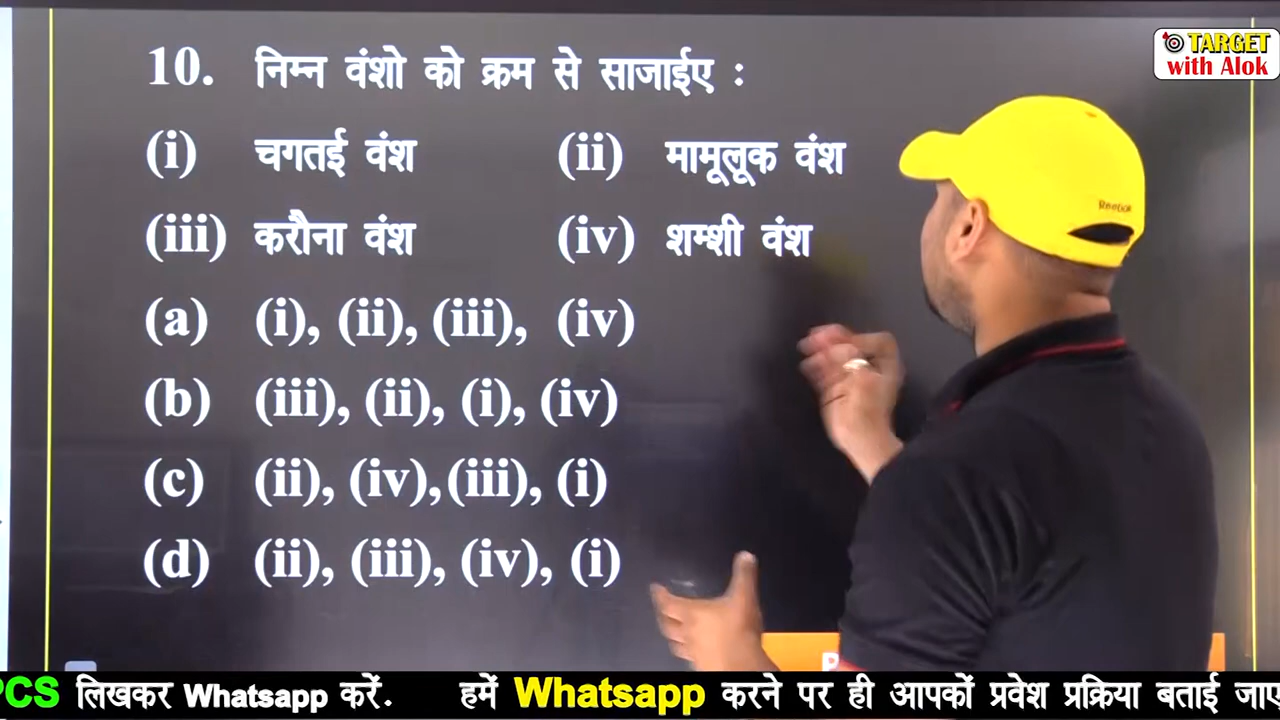 TARGET
with Alok
10. निम्न वंशो को क्रम से साजाईए :
(i) चगतई वंश (ii) मामूलूक वंश
(iii) करौना वंश (iv) शम्शी वंश
(a) (i), (ii), (iii), (iv)
(b) (iii), (ii), (i), (iv)
(c) (ii), (iv), (iii), (i)
(d) (ii), (iii), (iv), (i)
PCS लिखकर Whatsapp करें. हमें Whatsapp करने पर ही आपकों प्रवेश प्रक्रिया बताई जाए